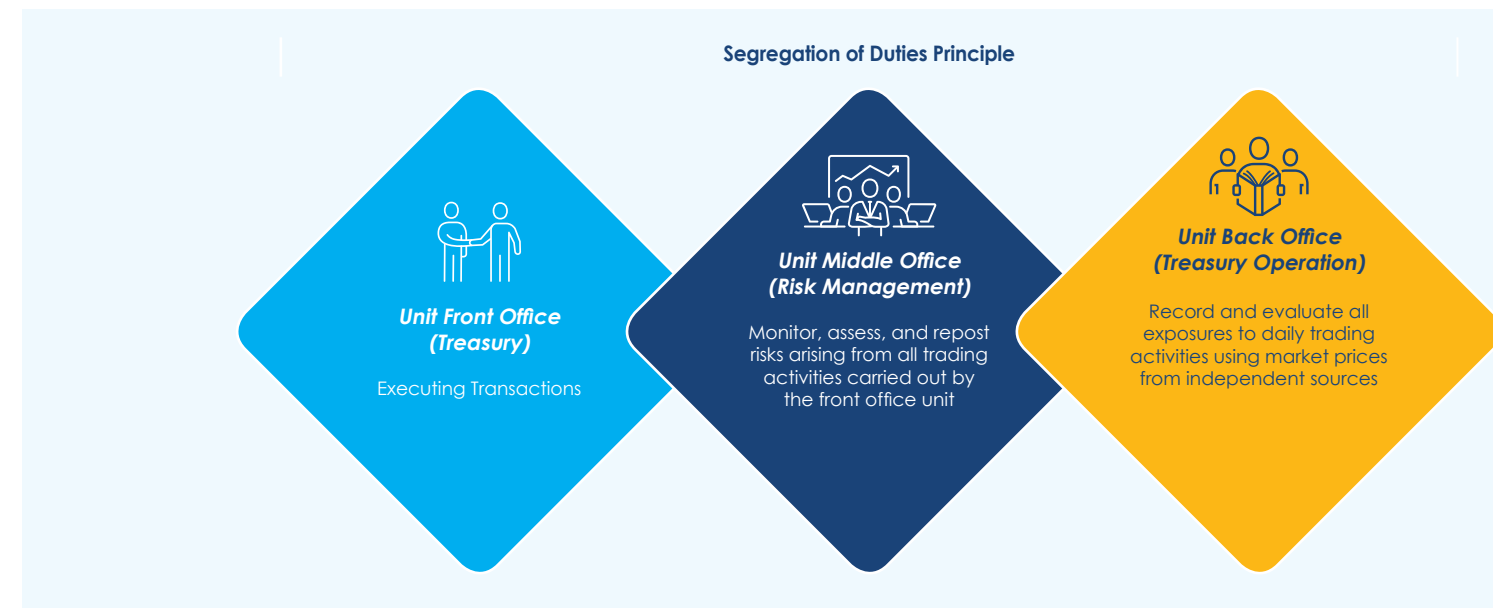 Segregation of Duties Principle
Unit Front Office
(Treasury)
Executing Transactions
Unit Middle Office
(Risk Management)
Monitor, assess, and repost
risks arising from all trading
activities carried out by
the front office unit
Unit Back Office
(Treasury Operation)
Record and evaluate all
exposures to daily trading
activities using market prices
from independent sources